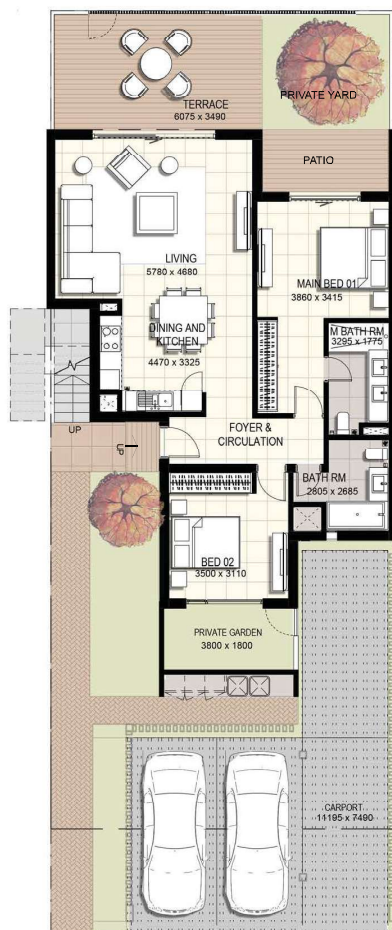 TERRACE
6075 x 3490
PRIVATE YARD
PATIO
LIVING
5780 x 4680
MAIN BED 01
3860 x 3415
DINING AND
KITCHEN
4470 x 3325
M BATH RM
3295 x 1775
FOYER &
CIRCULATION
UP
UP
BATH RM
2805 x 2685
BED 02
3500 x 3110
PRIVATE GARDEN
3800 x 1800
CARPORT
11195 x 7490